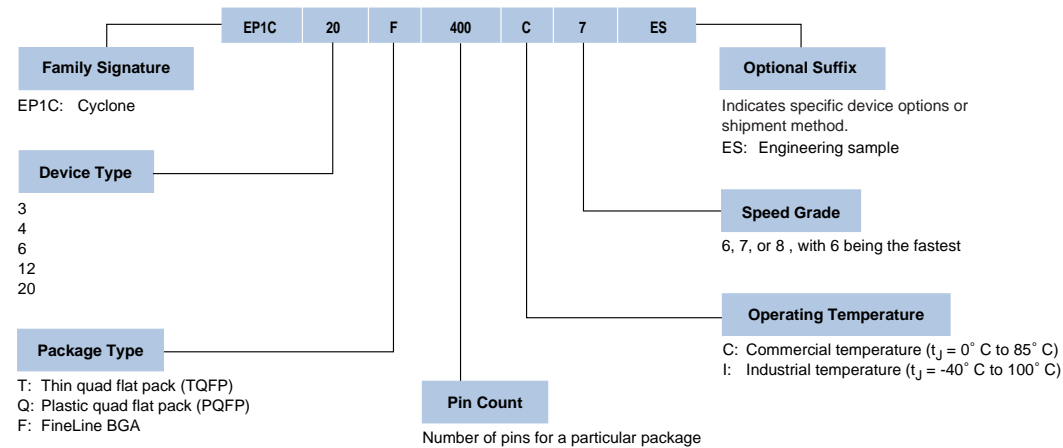 EP1C 20 F 400 C 7 ES
Family Signature
EP1C: Cyclone
Device Type
3
4
6
12
20
Package Type
T: Thin quad flat pack (TQFP)
Q: Plastic quad flat pack (PQFP)
F: FineLine BGA
Pin Count
Number of pins for a particular package
Optional Suffix
Indicates specific device options or
shipment method.
ES: Engineering sample
Speed Grade
6, 7, or 8 , with 6 being the fastest
Operating Temperature
C: Commercial temperature (tJ = 0˚ C to 85˚ C)
I: Industrial temperature (tJ = -40˚ C to 100˚ C)